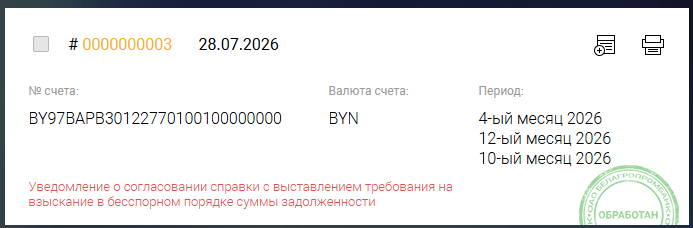 # 0000000003 28.07.2026
№ счета: Валюта счета: Период:
BY97BAPB30122770100100000000 BYN 4-ый месяц 2026
12-ый месяц 2026
10-ый месяц 2026
Уведомление о согласовании справки с выставлением требования на
взыскание в бесспорном порядке суммы задолженности
ОАО БЕЛАГРОПРОМБАНК
ОБРАБОТАН